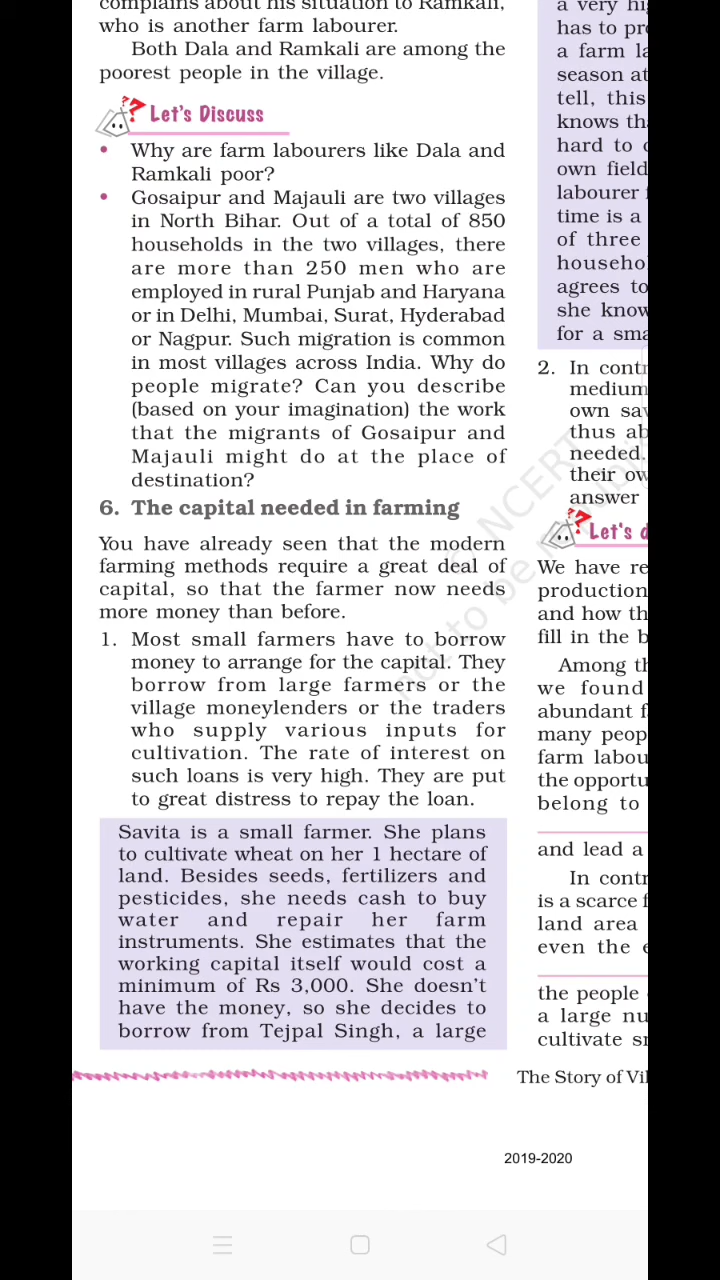 complains about his situation to Ramkali,
who is another farm labourer.
Both Dala and Ramkali are among the
poorest people in the village.
Let's Discuss
• Why are farm labourers like Dala and
Ramkali poor?
• Gosaipur and Majauli are two villages
in North Bihar. Out of a total of 850
households in the two villages, there
are more than 250 men who are
employed in rural Punjab and Haryana
or in Delhi, Mumbai, Surat, Hyderabad
or Nagpur. Such migration is common
in most villages across India. Why do
people migrate? Can you describe
(based on your imagination) the work
that the migrants of Gosaipur and
Majauli might do at the place of
destination?
6. The capital needed in farming
You have already seen that the modern
farming methods require a great deal of
capital, so that the farmer now needs
more money than before.
1. Most small farmers have to borrow
money to arrange for the capital. They
borrow from large farmers or the
village moneylenders or the traders
who supply various inputs for
cultivation. The rate of interest on
such loans is very high. They are put
to great distress to repay the loan.
Savita is a small farmer. She plans
to cultivate wheat on her 1 hectare of
land. Besides seeds, fertilizers and
pesticides, she needs cash to buy
water and repair her farm
instruments. She estimates that the
working capital itself would cost a
minimum of Rs 3,000. She doesn't
have the money, so she decides to
borrow from Tejpal Singh, a large
a very hi
has to pr
a farm la
season at
tell, this
knows tha
hard to
own field
labourer
time is a
of three
househo
agrees to
she know
for a sma
2. In contr
medium
own sav
thus ab
needed.
their ow
answer
Let's d
We have re
production
and how th
fill in the b
Among th
we found
abundant f
many peop
farm labou
the opportu
belong to
and lead a
In contr
is a scarce f
land area
even the e
the people
a large nu
cultivate sm
The Story of Vil
2019-2020